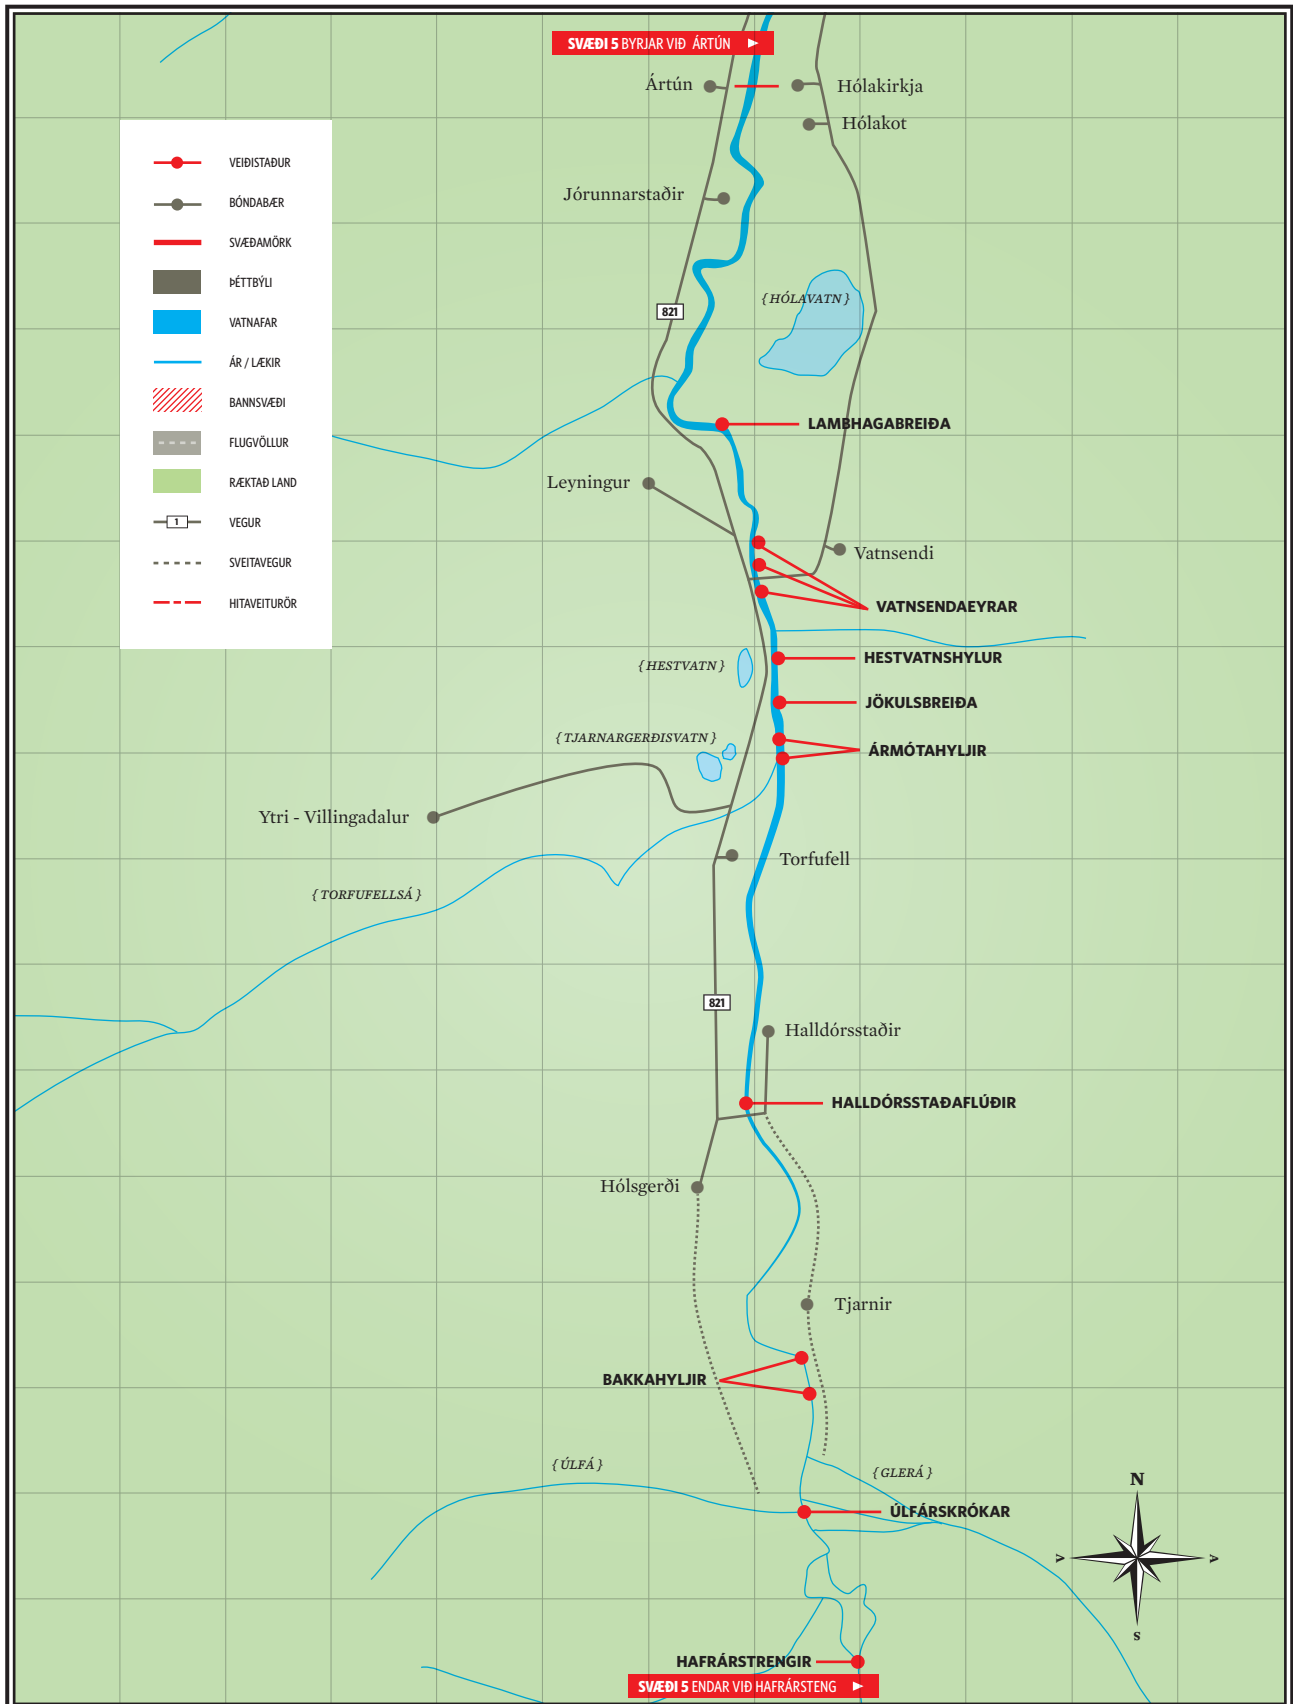 SVÆÐI 5 BYRJAR VIÐ ÁRTÚN
Ártún
Hólakirkja
Hólakot
VEIÐISTAÐUR
BÓNDABÆR
SVÆÐAMÖRK
ÞÉTTBÝLI
VATNAFAR
ÁR / LÆKIR
BANNSVÆÐI
FLUGVÖLLUR
RÆKTAÐ LAND
1
VEGUR
SVEITAVEGUR
HITAVEITURÖR
Jórunnarstaðir
{HÓLAVATN}
821
LAMBHAGABREIÐA
Leyningur
Vatnsendi
VATNSENDAEYRAR
HESTVATNSHYLUR
{HESTVATN}
JÖKULSBREIÐA
{TJARNARGERÐISVATN}
ÁRMÓTAHYLJIR
Ytri - Villingadalur
Torfufell
{TORFUFELLSÁ}
821
Halldórsstaðir
HALLDÓRSSTAÐAFLÚÐIR
Hólsgerði
Tjarnir
BAKKAHYLJIR
{ÚLFÁ}
{GLERÁ}
ÚLFÁRSKRÓKAR
N
V
A
S
HAFRÁRSTRENGIR
SVÆÐI 5 ENDAR VIÐ HAFRÁRSTENG